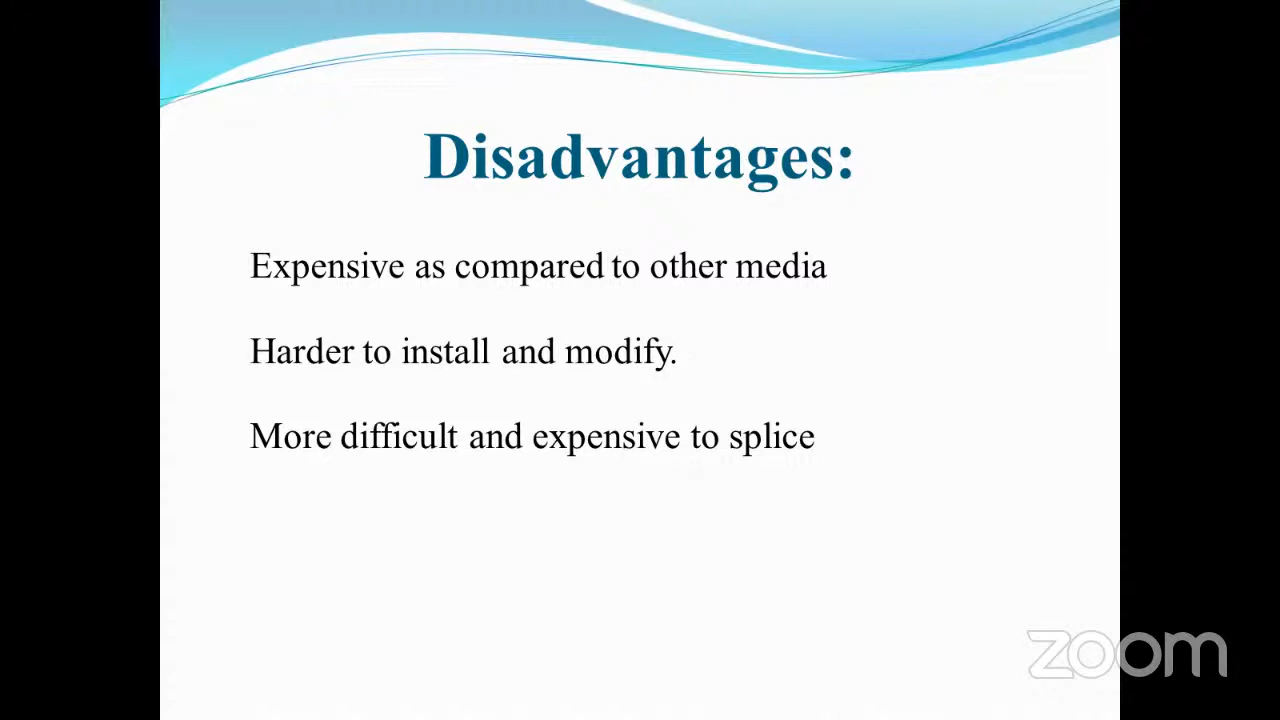 Disadvantages:
Expensive as compared to other media
Harder to install and modify.
More difficult and expensive to splice
zoom